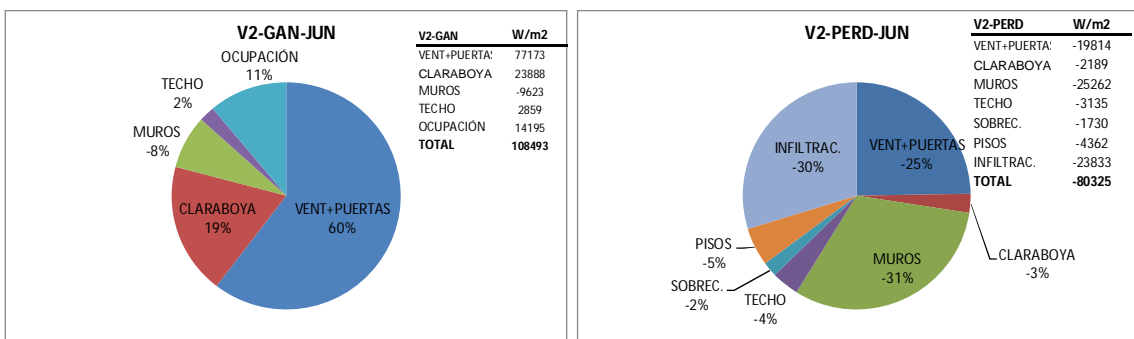 V2-GAN-JUN
OCUPACIÓN
11%
TECHO
2%
MUROS
-8%
CLARABOYA
19%
VENT+PUERTAS
60%
V2-GAN W/m2
VENT+PUERTA: 77173
CLARABOYA 23888
MUROS -9623
TECHO 2859
OCUPACIÓN 14195
TOTAL 108493
V2-PERD-JUN
INFILTRAC.
-30%
VENT+PUERTAS
-25%
PISOS
-5%
SOBREC.
-2%
TECHO
-4%
MUROS
-31%
CLARABOYA
-3%
V2-PERD W/m2
VENT+PUERTA: -19814
CLARABOYA -2189
MUROS -25262
TECHO -3135
SOBREC. -1730
PISOS -4362
INFILTRAC. -23833
TOTAL -80325